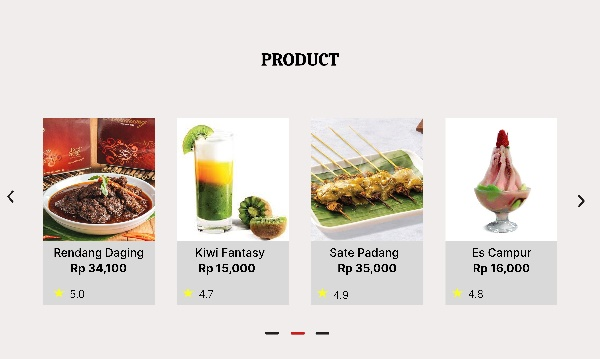 PRODUCT
Rendang Daging
Rp 34,100
5.0
Kiwi Fantasy
Rp 15,000
4.7
Sate Padang
Rp 35,000
4.9
Es Campur
Rp 16,000
4.8